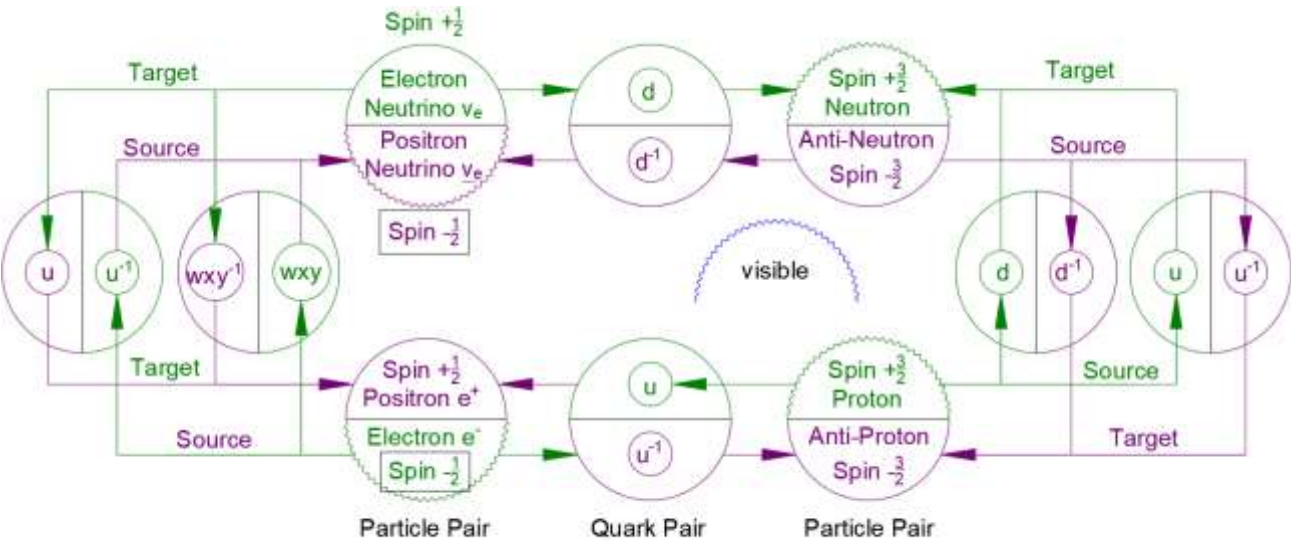 Spin +1/2
Target
Electron
Neutrino νe
d
Spin +3/2
Neutron
Target
Source
Positron
Neutrino νe
d-1
Anti-Neutron
Spin -3/2
Source
Spin -1/2
u
u-1
wxy-1
wxy
visible
d
d-1
u
u-1
Target
Spin +1/2
Positron e+
u
Spin +3/2
Proton
Source
Source
Electron e-
Spin -1/2
u-1
Anti-Proton
Spin -3/2
Target
Particle Pair
Quark Pair
Particle Pair